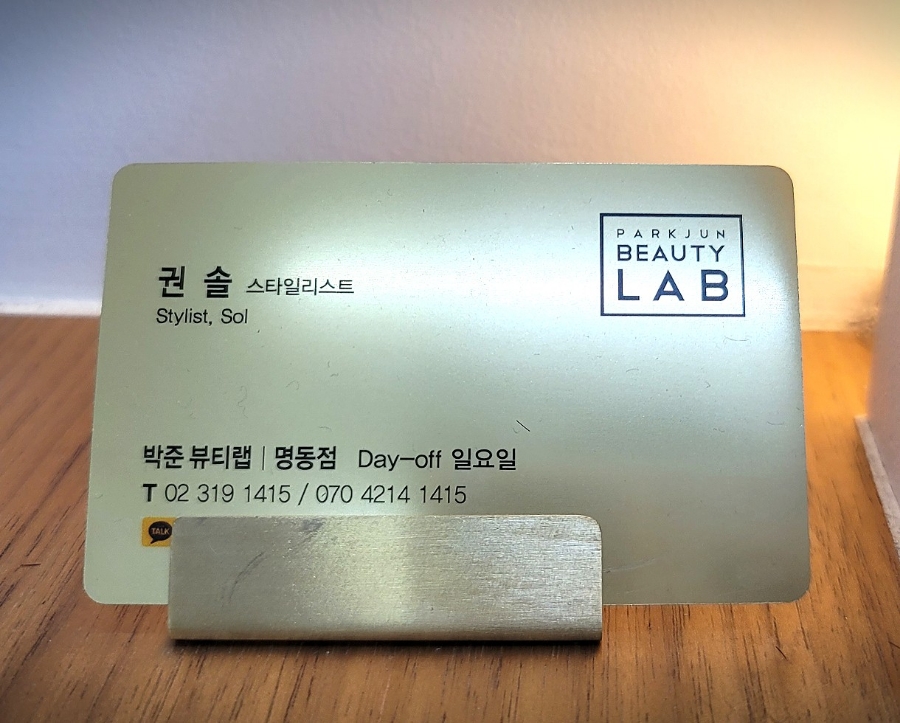 권 솔 스타일리스트
Stylist, Sol
PARKJUN
BEAUTY
LAB
박준 뷰티랩 | 명동점 Day-off 일요일
T 02 319 1415 / 070 4214 1415
TALK